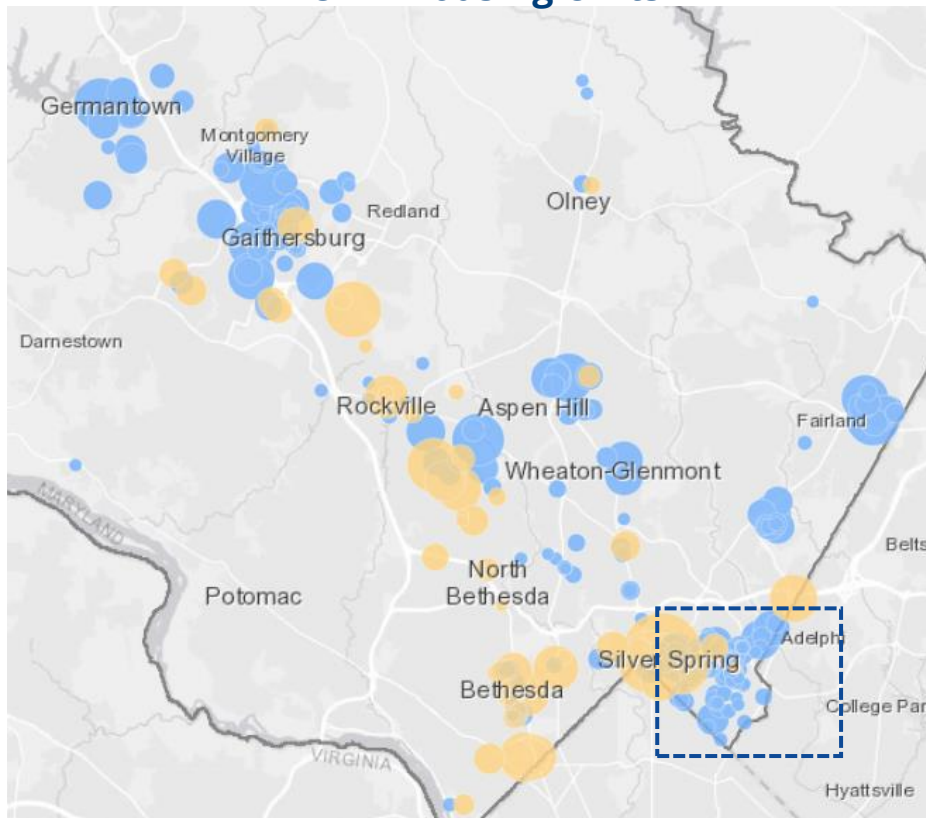 Germantown
Montgomery
Village
Redland
Olney
Gaithersburg
Darnestown
Rockville
Aspen Hill
Fairland
Wheaton-Glenmont
MARYLAND
Belts
North
Bethesda
Potomac
Silver Spring
Adelphi
Bethesda
College Par
VIRGINIA
Hyattsville